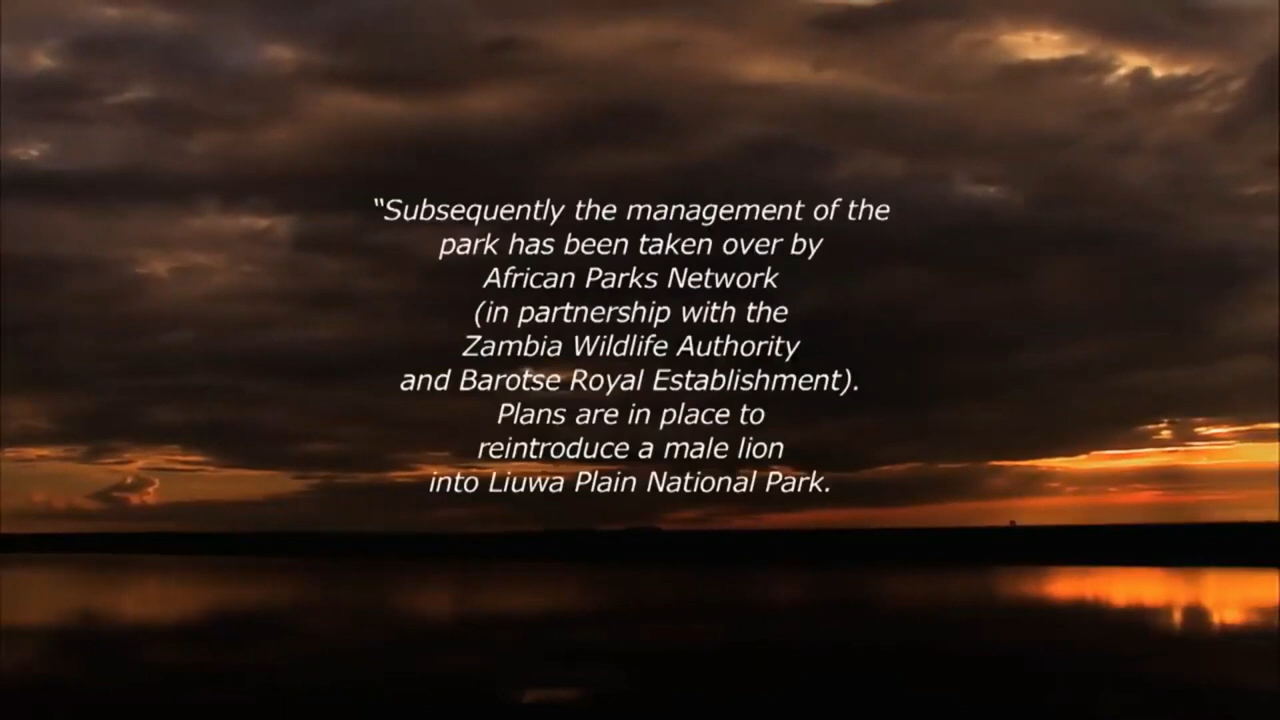 “Subsequently the management of the
park has been taken over by
African Parks Network
(in partnership with the
Zambia Wildlife Authority
and Barotse Royal Establishment).
Plans are in place to
reintroduce a male lion
into Liuwa Plain National Park.